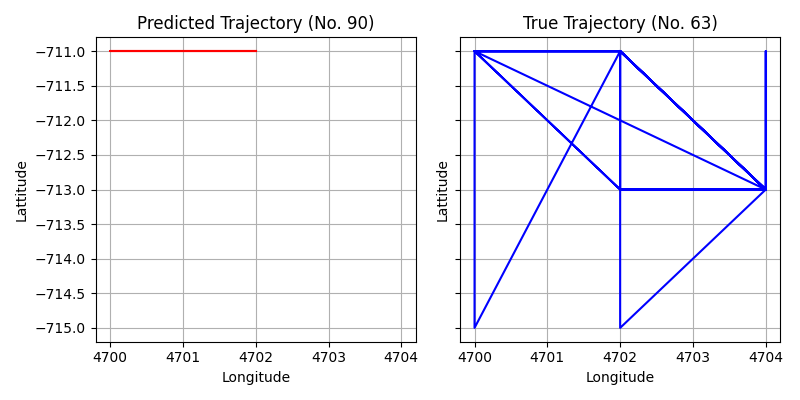 Predicted Trajectory (No. 90)
−711.0
−711.5
−712.0
−712.5
−713.0
−713.5
−714.0
−714.5
−715.0
Lattitude
4700 4701 4702 4703 4704
Longitude
True Trajectory (No. 63)
Lattitude
4700 4701 4702 4703 4704
Longitude